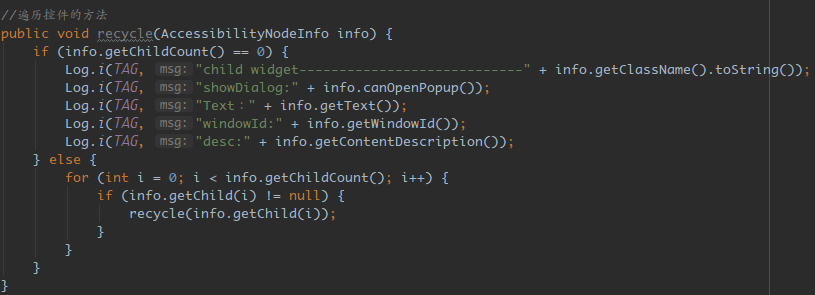 //遍历控件的方法
public void recycle(AccessibilityNodeInfo info) {
    if (info.getChildCount() == 0) {
        Log.i(TAG, msg: "child widget----------------------------" + info.getClassName().toString());
        Log.i(TAG, msg: "showDialog:" + info.canOpenPopup());
        Log.i(TAG, msg: "Text：" + info.getText());
        Log.i(TAG, msg: "windowId:" + info.getWindowId());
        Log.i(TAG, msg: "desc:" + info.getContentDescription());
    } else {
        for (int i = 0; i < info.getChildCount(); i++) {
            if (info.getChild(i) != null) {
                recycle(info.getChild(i));
            }
        }
    }
}